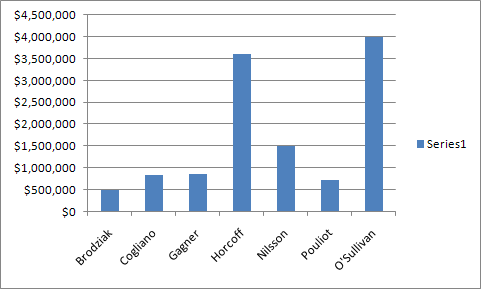 $4,500,000
$4,000,000
$3,500,000
$3,000,000
$2,500,000
$2,000,000
$1,500,000
$1,000,000
$500,000
$0
Brodziak
Cogliano
Gagner
Horcoff
Nilsson
Pouliot
O'Sullivan
Series1